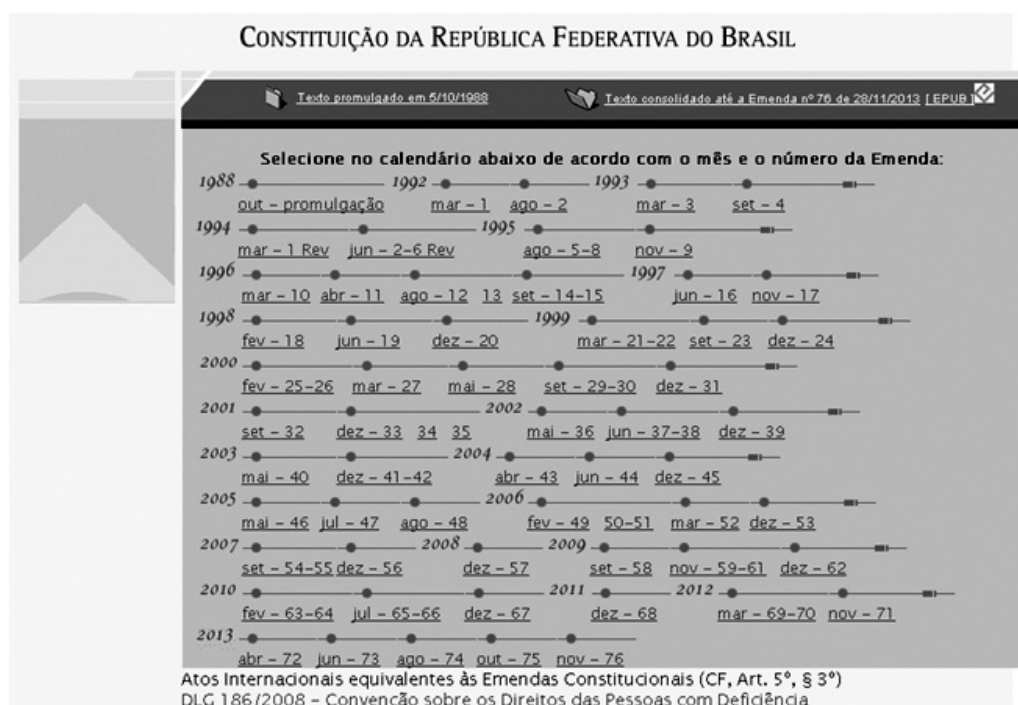 CONSTITUIÇÃO DA REPÚBLICA FEDERATIVA DO BRASIL
Texto promulgado em 5/10/1988 Texto consolidado até a Emenda nº 76 de 28/11/2013 [ EPUB ]
Selecione no calendário abaixo de acordo com o mês e o número da Emenda:
1988 1992 1993
out - promulgação mar - 1 ago - 2 mar - 3 set - 4
1994 1995
mar - 1 Rev jun - 2-6 Rev ago - 5-8 nov - 9
1996 1997
mar - 10 abr - 11 ago - 12 13 set - 14-15 jun - 16 nov - 17
1998 1999
fev - 18 jun - 19 dez - 20 mar - 21-22 set - 23 dez - 24
2000
fev - 25-26 mar - 27 mai - 28 set - 29-30 dez - 31
2001 2002
set - 32 dez - 33 34 35 mai - 36 jun - 37-38 dez - 39
2003 2004
mai - 40 dez - 41-42 abr - 43 jun - 44 dez - 45
2005 2006
mai - 46 jul - 47 ago - 48 fev - 49 50-51 mar - 52 dez - 53
2007 2008 2009
set - 54-55 dez - 56 dez - 57 set - 58 nov - 59-61 dez - 62
2010 2011 2012
fev - 63-64 jul - 65-66 dez - 67 dez - 68 mar - 69-70 nov - 71
2013
abr - 72 jun - 73 ago - 74 out - 75 nov - 76
Atos Internacionais equivalentes às Emendas Constitucionais (CF, Art. 5º, § 3º)
DLG 186/2008 - Convenção sobre os Direitos das Pessoas com Deficiência